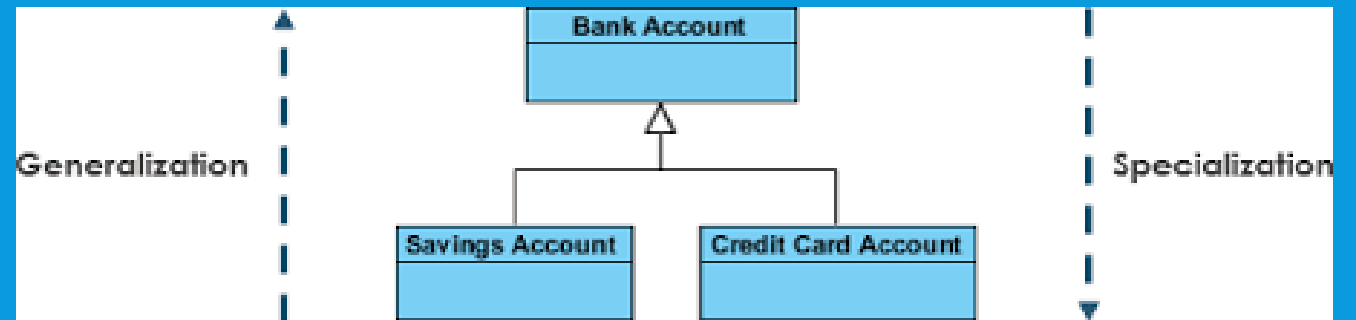 Bank Account
Generalization
Specialization
Savings Account
Credit Card Account